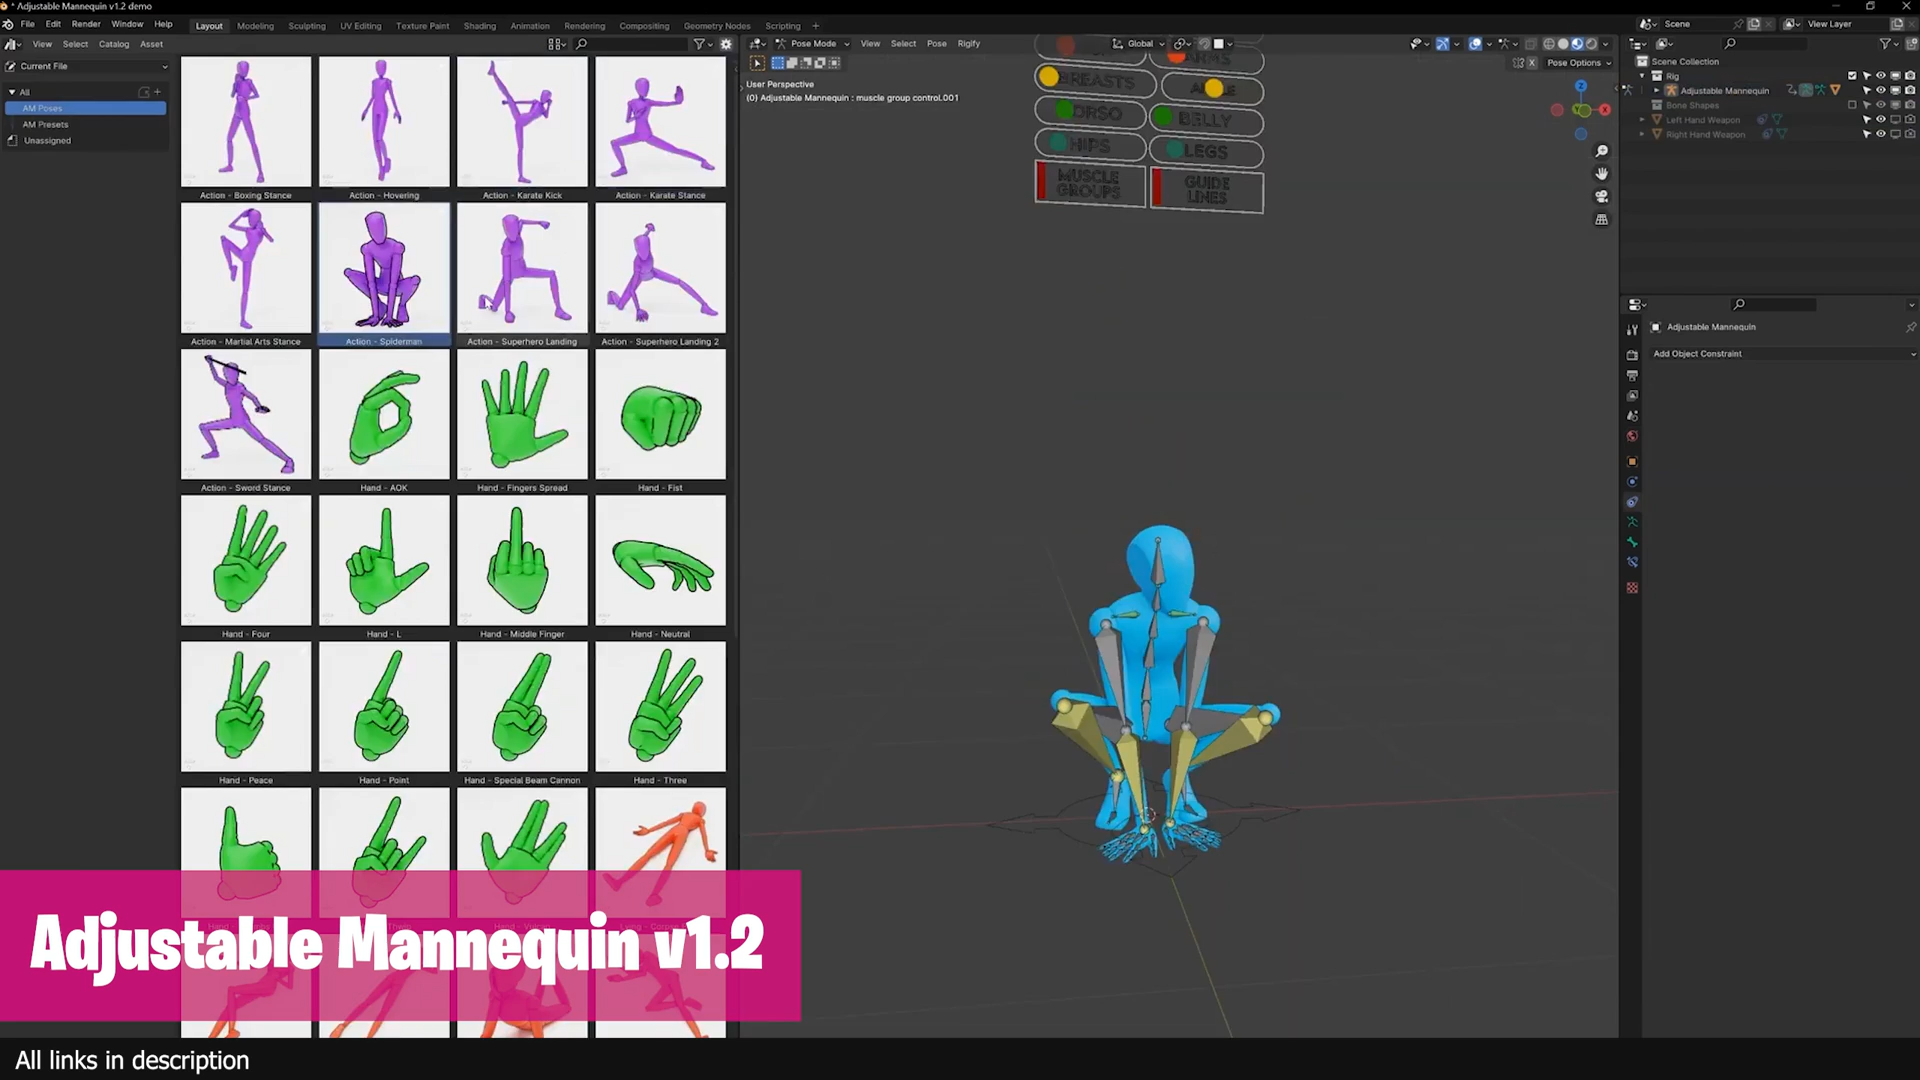 * Adjustable Mannequin v1.2 demo
File Edit Render Window Help
Layout Modeling Sculpting UV Editing Texture Paint Shading Animation Rendering Compositing Geometry Nodes Scripting +
Scene
View Layer
View Select Catalog Asset
Pose Mode View Select Pose Rigify
Global
Current File
All
AM Poses
AM Presets
Unassigned
Action - Boxing Stance
Action - Hovering
Action - Karate Kick
Action - Karate Stance
Action - Martial Arts Stance
Action - Spiderman
Action - Superhero Landing
Action - Superhero Landing 2
Action - Sword Stance
Hand - AOK
Hand - Fingers Spread
Hand - Fist
Hand - Four
Hand - L
Hand - Middle Finger
Hand - Neutral
Hand - Peace
Hand - Point
Hand - Special Beam Cannon
Hand - Three
User Perspective
(0) Adjustable Mannequin : muscle group control.001
Pose Options
X
Z
BREASTS
BELLY
HIPS
LEGS
MUSCLE
GROUPS
GUIDE
LINES
Scene Collection
Rig
Adjustable Mannequin
Bone Shapes
Left Hand Weapon
Right Hand Weapon
Adjustable Mannequin
Add Object Constraint
Adjustable Mannequin v1.2
All links in description